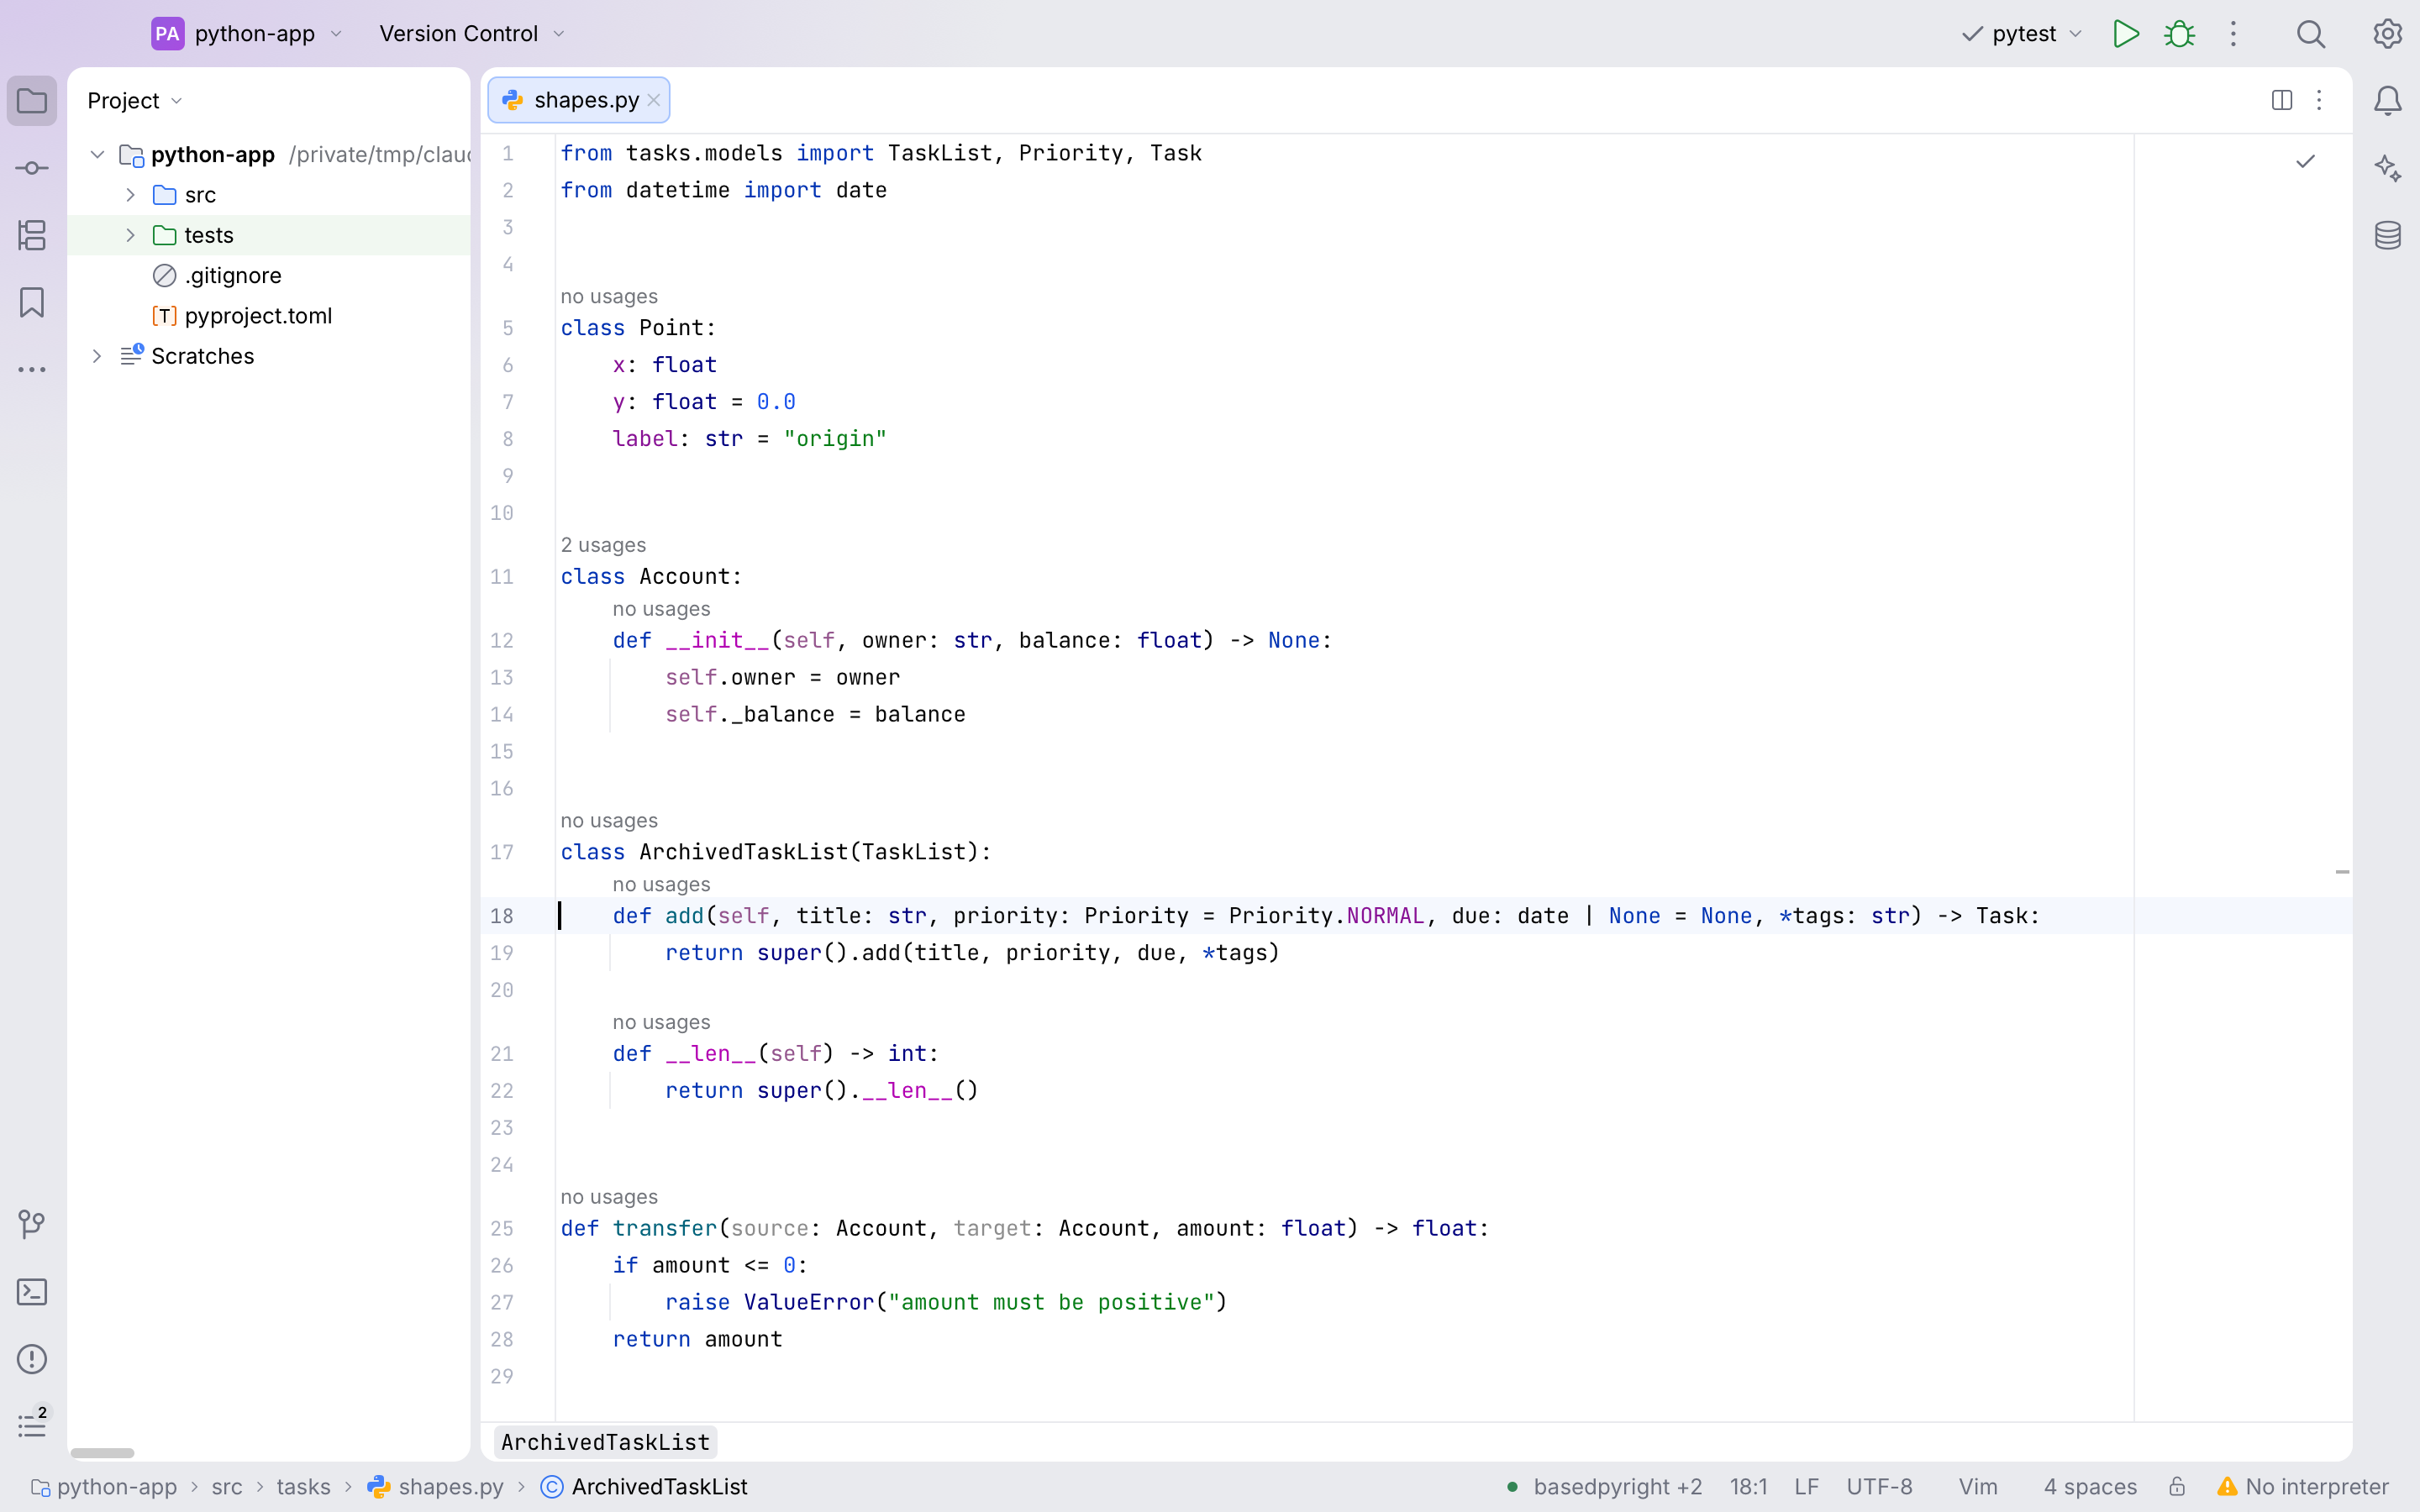 PA python-app Version Control pytest
Project
shapes.py
python-app /private/tmp/clauc
src
tests
.gitignore
pyproject.toml
Scratches
1 from tasks.models import TaskList, Priority, Task
2 from datetime import date
3
4
no usages
5 class Point:
6 x: float
7 y: float = 0.0
8 label: str = "origin"
9
10
2 usages
11 class Account:
no usages
12 def __init__(self, owner: str, balance: float) -> None:
13 self.owner = owner
14 self._balance = balance
15
16
no usages
17 class ArchivedTaskList(TaskList):
no usages
18 def add(self, title: str, priority: Priority = Priority.NORMAL, due: date | None = None, *tags: str) -> Task:
19 return super().add(title, priority, due, *tags)
20
no usages
21 def __len__(self) -> int:
22 return super().__len__()
23
24
no usages
25 def transfer(source: Account, target: Account, amount: float) -> float:
26 if amount <= 0:
27 raise ValueError("amount must be positive")
28 return amount
29
2
ArchivedTaskList
python-app > src > tasks > shapes.py > ArchivedTaskList
basedpyright +2 18:1 LF UTF-8 Vim 4 spaces No interpreter